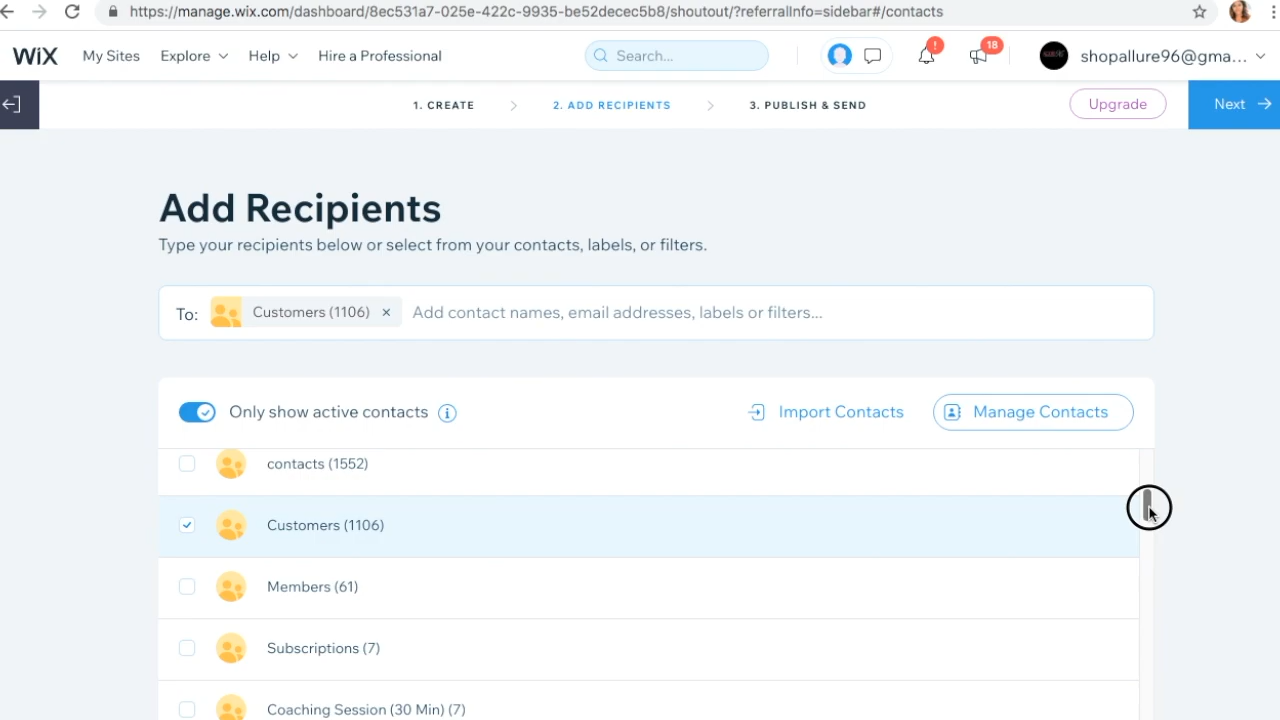 https://manage.wix.com/dashboard/8ec531a7-025e-422c-9935-be52decec5b8/shoutout/?referralInfo=sidebar#/contacts
WiX My Sites Explore Help Hire a Professional Search... ! 18 shopallure96@gma...
1. CREATE 2. ADD RECIPIENTS 3. PUBLISH & SEND Upgrade Next
Add Recipients
Type your recipients below or select from your contacts, labels, or filters.
To: Customers (1106) × Add contact names, email addresses, labels or filters...
Only show active contacts Import Contacts Manage Contacts
contacts (1552)
Customers (1106)
Members (61)
Subscriptions (7)
Coaching Session (30 Min) (7)